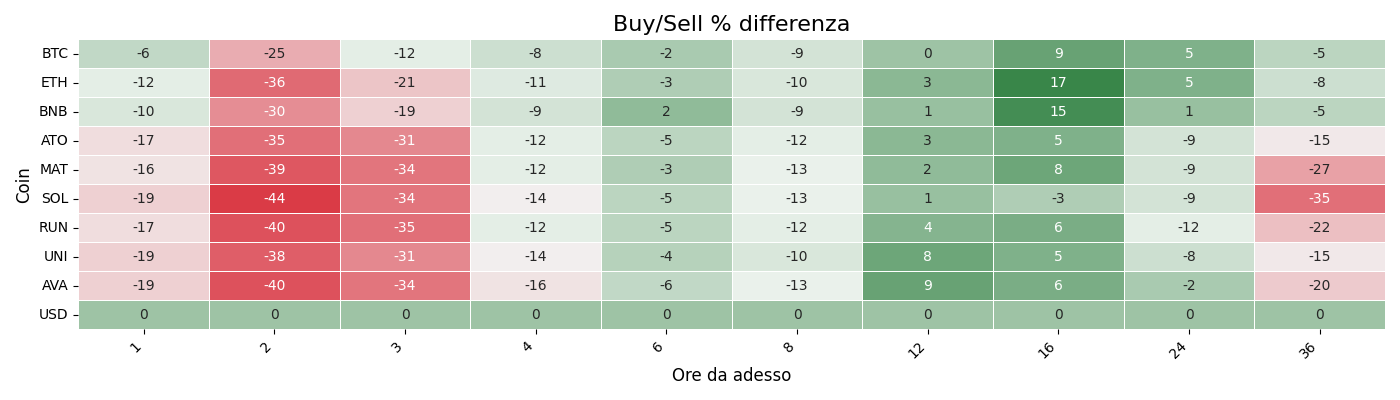 Buy/Sell % differenza
Coin
BTC -6 -25 -12 -8 -2 -9 0 9 5 -5
ETH -12 -36 -21 -11 -3 -10 3 17 5 -8
BNB -10 -30 -19 -9 2 -9 1 15 1 -5
ATO -17 -35 -31 -12 -5 -12 3 5 -9 -15
MAT -16 -39 -34 -12 -3 -13 2 8 -9 -27
SOL -19 -44 -34 -14 -5 -13 1 -3 -9 -35
RUN -17 -40 -35 -12 -5 -12 4 6 -12 -22
UNI -19 -38 -31 -14 -4 -10 8 5 -8 -15
AVA -19 -40 -34 -16 -6 -13 9 6 -2 -20
USD 0 0 0 0 0 0 0 0 0 0
1 2 3 4 6 8 12 16 24 36
Ore da adesso